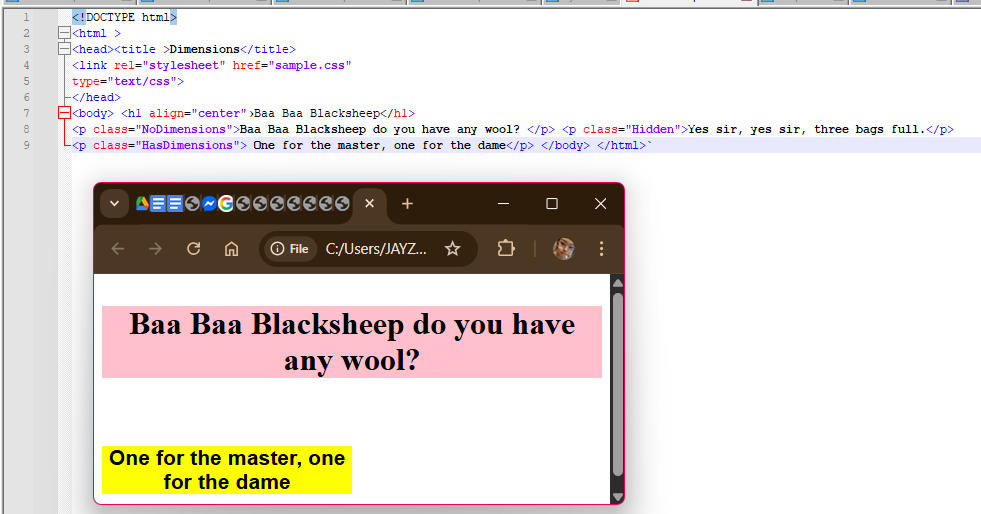 1 <!DOCTYPE html>
2 <html >
3 <head><title >Dimensions</title>
4 <link rel="stylesheet" href="sample.css"
5 type="text/css">
6 </head>
7 <body> <h1 align="center">Baa Baa Blacksheep</h1>
8 <p class="NoDimensions">Baa Baa Blacksheep do you have any wool? </p> <p class="Hidden">Yes sir, yes sir, three bags full.</p>
9 <p class="HasDimensions"> One for the master, one for the dame</p> </body> </html>`
File C:/Users/JAYZ...
Baa Baa Blacksheep do you have
any wool?
One for the master, one
for the dame